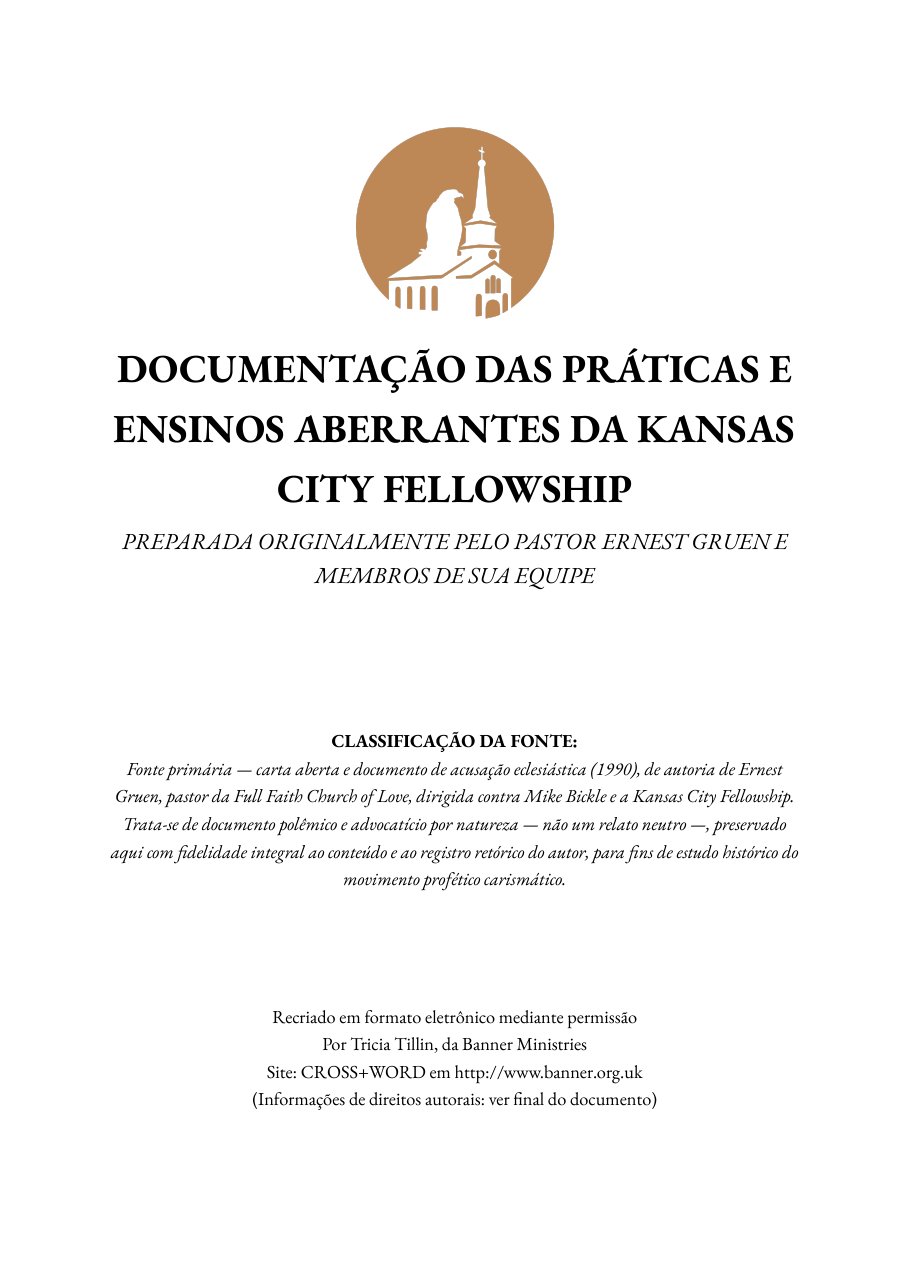 DOCUMENTAÇÃO DAS PRÁTICAS E
ENSINOS ABERRANTES DA KANSAS
CITY FELLOWSHIP
PREPARADA ORIGINALMENTE PELO PASTOR ERNEST GRUEN E
MEMBROS DE SUA EQUIPE
CLASSIFICAÇÃO DA FONTE:
Fonte primária — carta aberta e documento de acusação eclesiástica (1990), de autoria de Ernest
Gruen, pastor da Full Faith Church of Love, dirigida contra Mike Bickle e a Kansas City Fellowship.
Trata-se de documento polêmico e advocatício por natureza — não um relato neutro —, preservado
aqui com fidelidade integral ao conteúdo e ao registro retórico do autor, para fins de estudo histórico do
movimento profético carismático.
Recriado em formato eletrônico mediante permissão
Por Tricia Tillin, da Banner Ministries
Site: CROSS+WORD em http://www.banner.org.uk
(Informações de direitos autorais: ver final do documento)